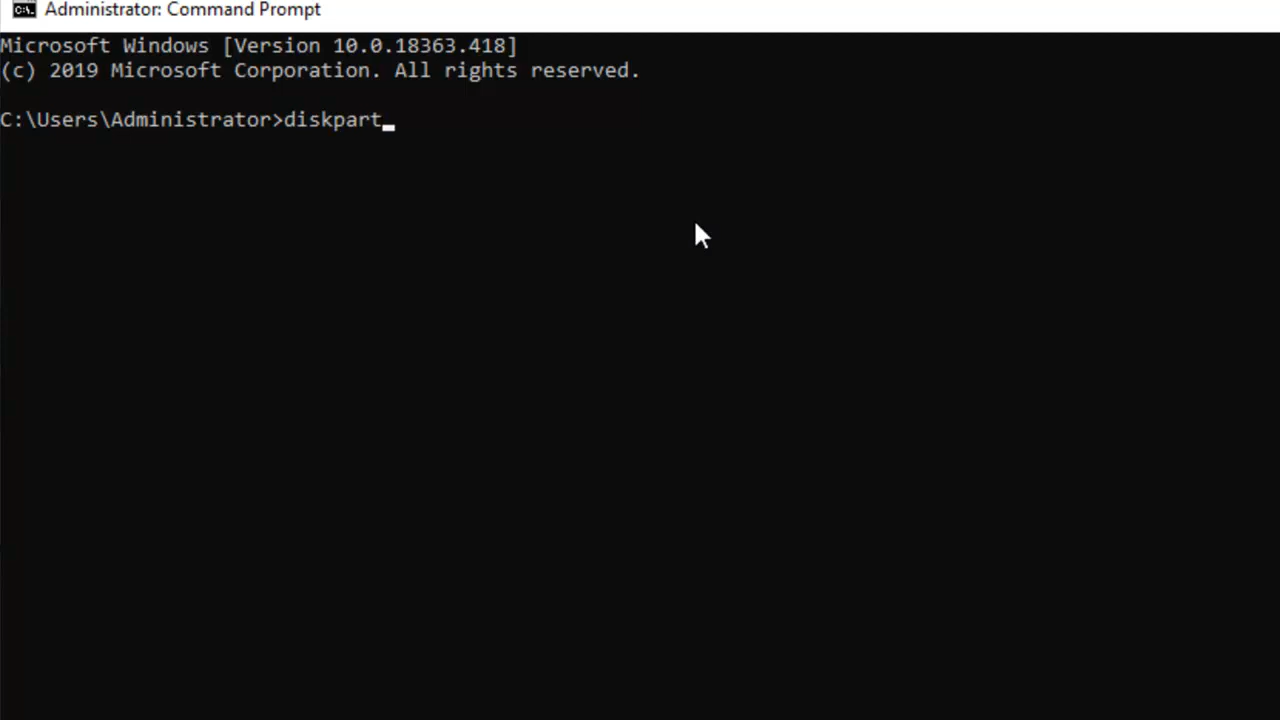 Administrator: Command Prompt
Microsoft Windows [Version 10.0.18363.418]
(c) 2019 Microsoft Corporation. All rights reserved.
C:\Users\Administrator>diskpart